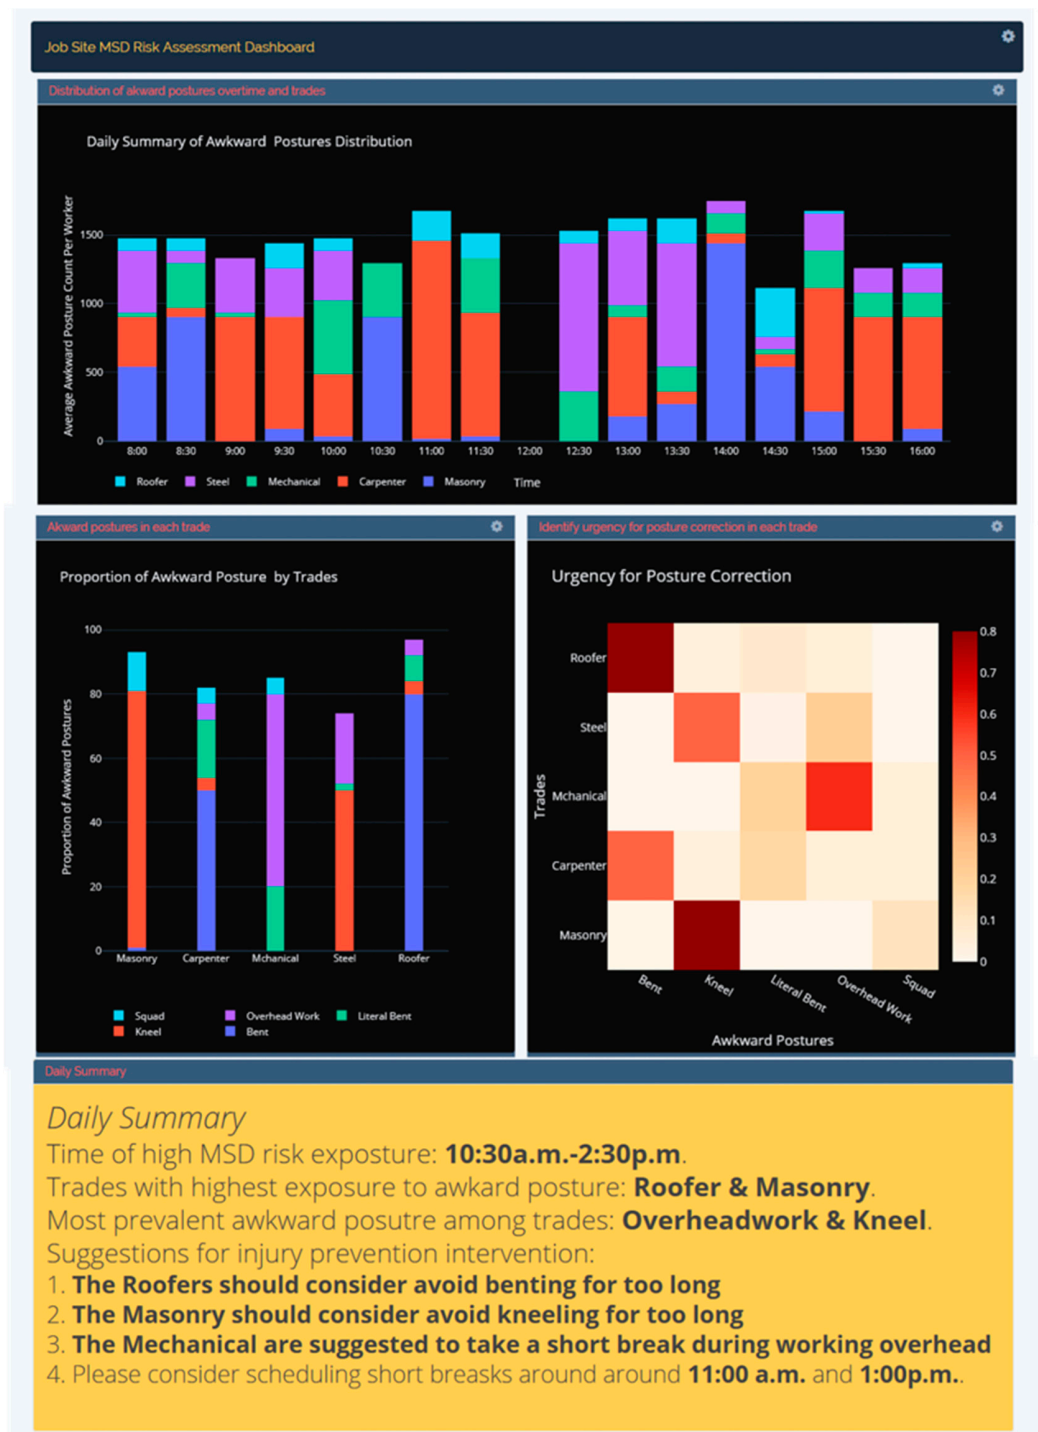 Job Site MSD Risk Assessment Dashboard
Distribution of akward postures overtime and trades
Daily Summary of Awkward Postures Distribution
Average Awkward Posture Count Per Worker
1500
1000
500
0
8:00 8:30 9:00 9:30 10:00 10:30 11:00 11:30 12:00 12:30 13:00 13:30 14:00 14:30 15:00 15:30 16:00
Roofer Steel Mechanical Carpenter Masonry Time
Akward postures in each trade
Proportion of Awkward Posture by Trades
Proportion of Awkward Postures
100
80
60
40
20
0
Masonry Carpenter Mchanical Steel Roofer
Squad Overhead Work Literal Bent
Kneel Bent
Identify urgency for posture correction in each trade
Urgency for Posture Correction
Trades
Roofer
Steel
Mchanical
Carpenter
Masonry
0.8
0.7
0.6
0.5
0.4
0.3
0.2
0.1
0
Bent Kneel Literal Bent Overhead Work Squad
Awkward Postures
Daily Summary
Daily Summary
Time of high MSD risk exposture: 10:30a.m.-2:30p.m.
Trades with highest exposure to awkard posture: Roofer & Masonry.
Most prevalent awkward posutre among trades: Overheadwork & Kneel.
Suggestions for injury prevention intervention:
1. The Roofers should consider avoid benting for too long
2. The Masonry should consider avoid kneeling for too long
3. The Mechanical are suggested to take a short break during working overhead
4. Please consider scheduling short breasks around around 11:00 a.m. and 1:00p.m..